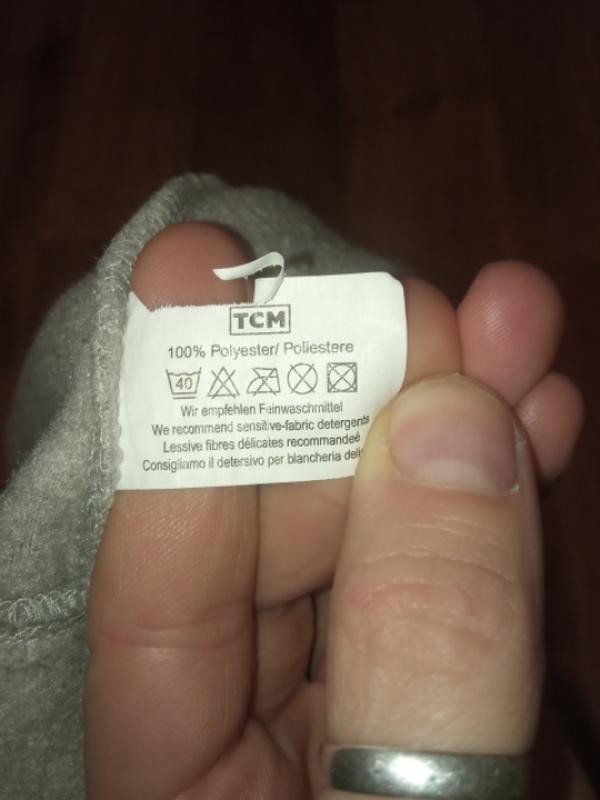 TCM
100% Polyester/ Poliestere
40
Wir empfehlen Feinwaschmittel
We recommend sensitive-fabric detergents
Lessive fibres délicates recommandeé
Consigliamo il detersivo per blancheria